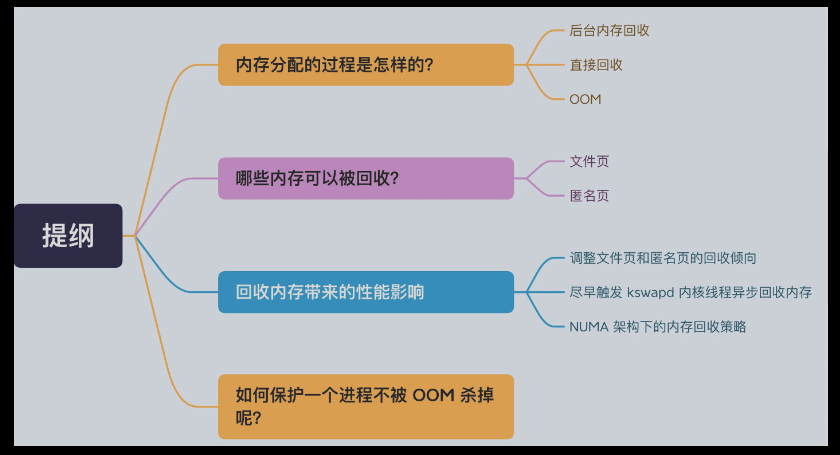 提纲
内存分配的过程是怎样的?
后台内存回收
直接回收
OOM
哪些内存可以被回收?
文件页
匿名页
回收内存带来的性能影响
调整文件页和匿名页的回收倾向
尽早触发 kswapd 内核线程异步回收内存
NUMA 架构下的内存回收策略
如何保护一个进程不被 OOM 杀掉
呢?